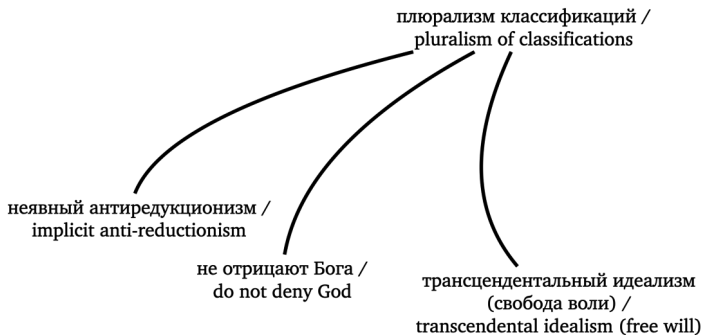 плюрализм классификаций /
pluralism of classifications
неявный антиредукционизм /
implicit anti-reductionism
не отрицают Бога /
do not deny God
трансцендентальный идеализм
(свобода воли) /
transcendental idealism (free will)